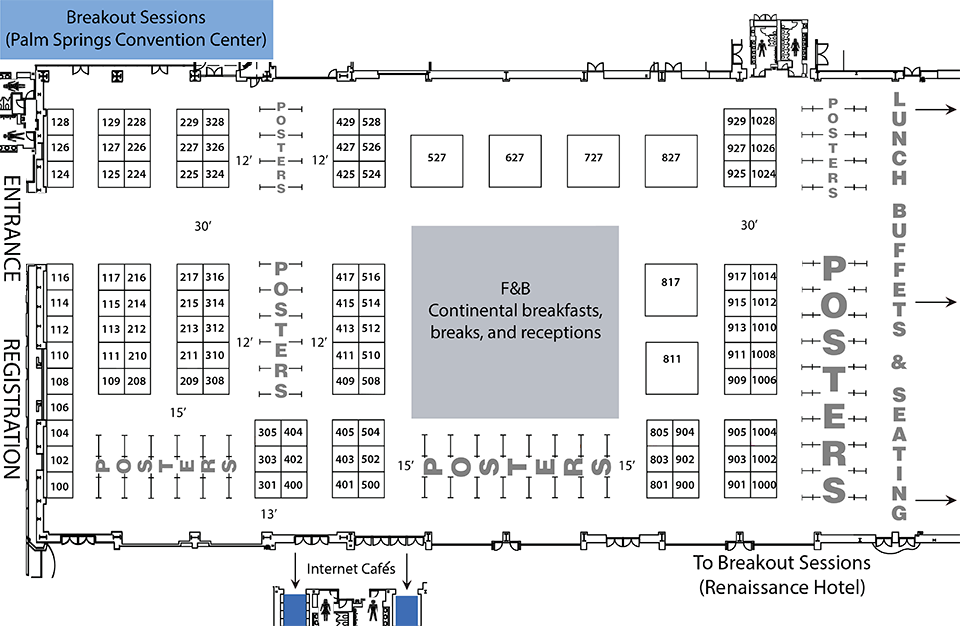 Breakout Sessions
(Palm Springs Convention Center)
128 129 228 229 328 POSTERS 429 528 929 1028 POSTERS LUNCH BUFFETS & SEATING
126 127 226 227 326 12′ 12′ 427 526 527 627 727 827 927 1026
124 125 224 225 324 425 524 925 1024
ENTRANCE
30′ 30′
116 117 216 217 316 POSTERS 417 516 F&B 817 917 1014 POSTERS
114 115 214 215 314 415 514 Continental breakfasts, 915 1012
112 113 212 213 312 413 512 breaks, and receptions 913 1010
110 111 210 211 310 12′ 12′ 411 510 811 911 1008
108 109 208 209 308 409 508 909 1006
REGISTRATION
106 15′
104 305 404 405 504 805 904 905 1004
102 POSTERS 303 402 403 502 15′ POSTERS 15′ 803 902 903 1002
100 301 400 401 500 801 900 901 1000
13′
Internet Cafés
To Breakout Sessions
(Renaissance Hotel)